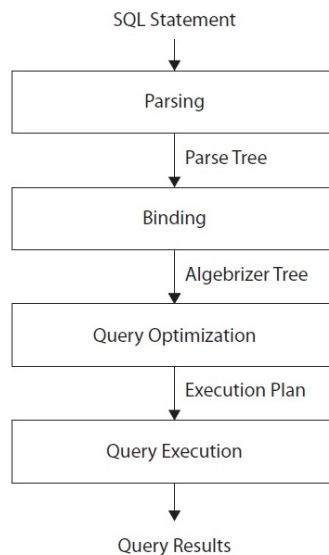 SQL Statement
Parsing
Parse Tree
Binding
Algebrizer Tree
Query Optimization
Execution Plan
Query Execution
Query Results